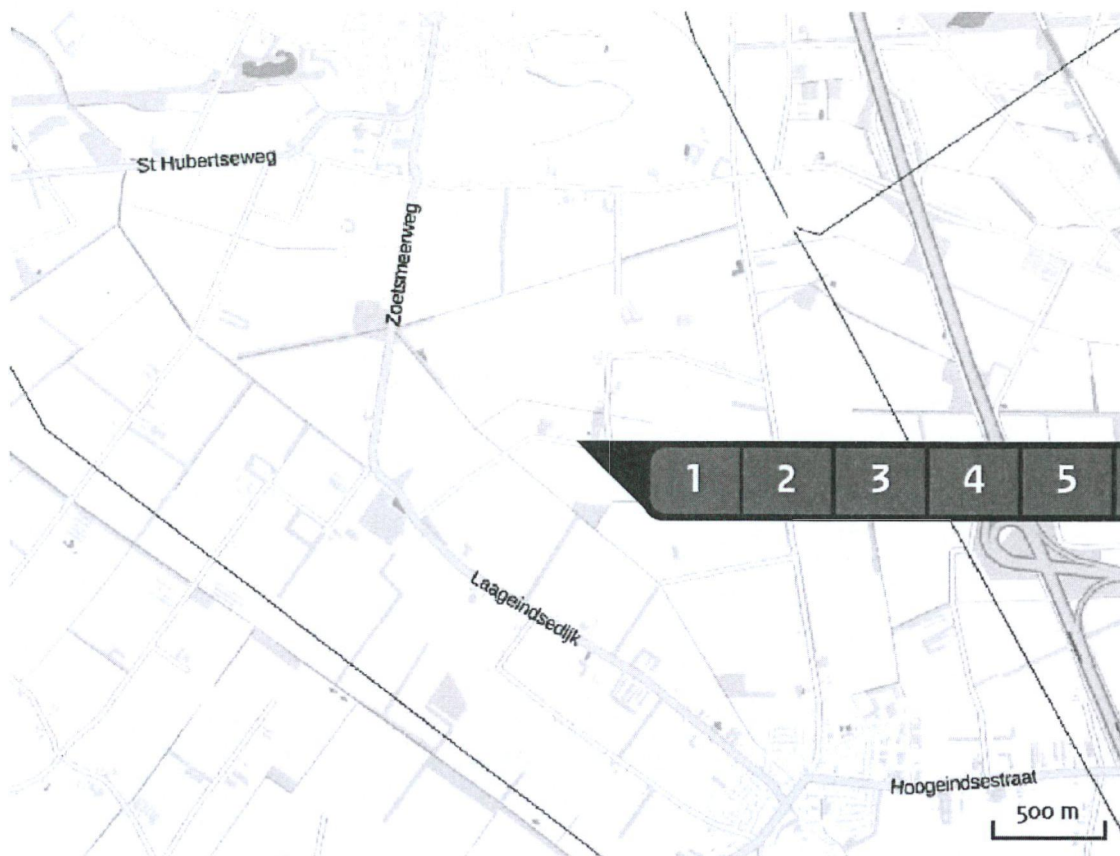 St Hubertseweg
Zoetsmeerweg
1 2 3 4 5
Laageindsedijk
Hoogeindsestraat
500 m